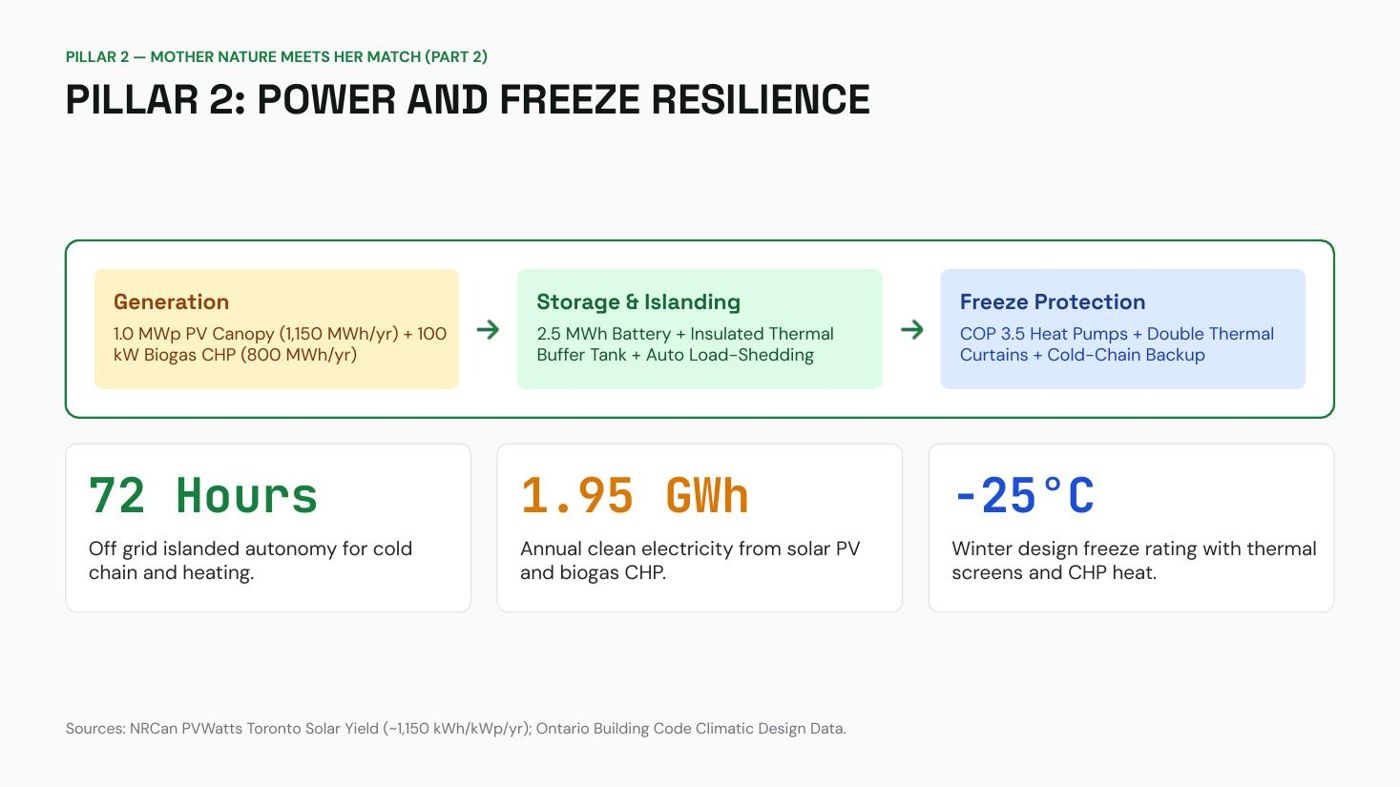 PILLAR 2 — MOTHER NATURE MEETS HER MATCH (PART 2)
PILLAR 2: POWER AND FREEZE RESILIENCE
Generation
1.0 MWp PV Canopy (1,150 MWh/yr) + 100
kW Biogas CHP (800 MWh/yr)
→
Storage & Islanding
2.5 MWh Battery + Insulated Thermal
Buffer Tank + Auto Load-Shedding
→
Freeze Protection
COP 3.5 Heat Pumps + Double Thermal
Curtains + Cold-Chain Backup
72 Hours
Off grid islanded autonomy for cold
chain and heating.
1.95 GWh
Annual clean electricity from solar PV
and biogas CHP.
-25°C
Winter design freeze rating with thermal
screens and CHP heat.
Sources: NRCan PVWatts Toronto Solar Yield (~1,150 kWh/kWp/yr); Ontario Building Code Climatic Design Data.